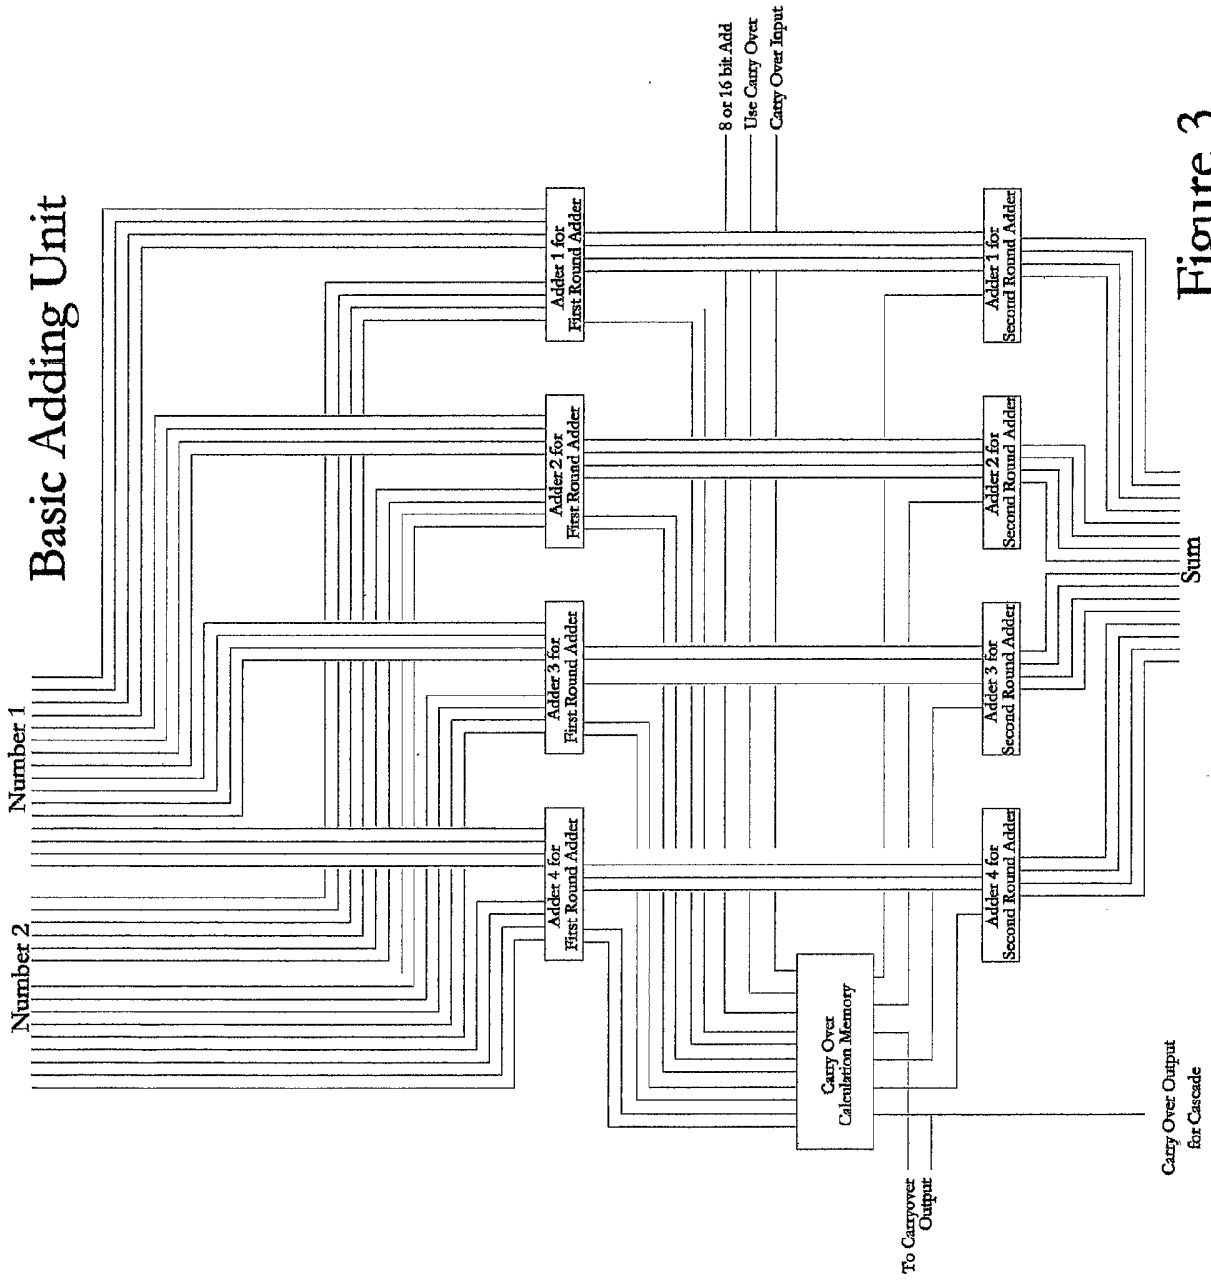 Basic Adding Unit
Number 1
Number 2
Adder 1 for
First Round Adder
Adder 2 for
First Round Adder
Adder 3 for
First Round Adder
Adder 4 for
First Round Adder
8 or 16 bit Add
Use Carry Over
Carry Over Input
Carry Over
Calculation Memory
Adder 1 for
Second Round Adder
Adder 2 for
Second Round Adder
Adder 3 for
Second Round Adder
Adder 4 for
Second Round Adder
To Carryover
Output
Carry Over Output
for Cascade
Sum
Figure 3